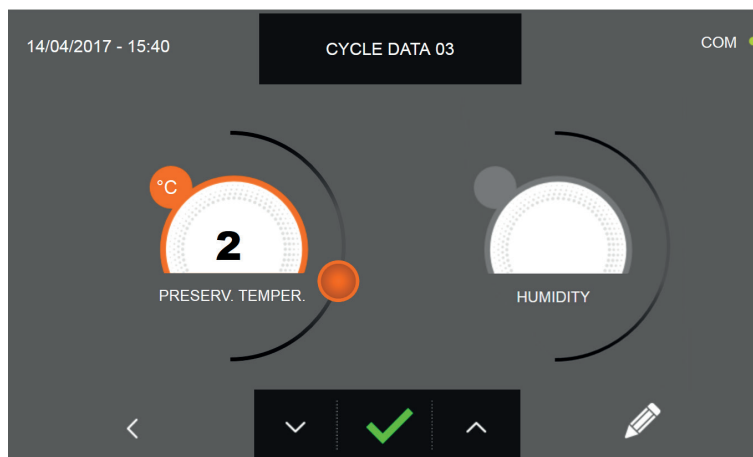 14/04/2017 - 15:40
CYCLE DATA 03
COM
°C
2
PRESERV. TEMPER.
HUMIDITY